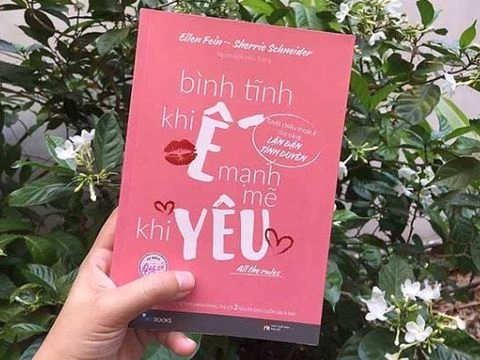 Ellen Fein ~ Sherrie Schneider
bình tĩnh
khi Ế
Tuyệt chiêu thoát ế
cho nàng
LẬN ĐẬN
TÌNH DUYÊN
mạnh
mẽ
khi YÊU
All the rules
BOOKS